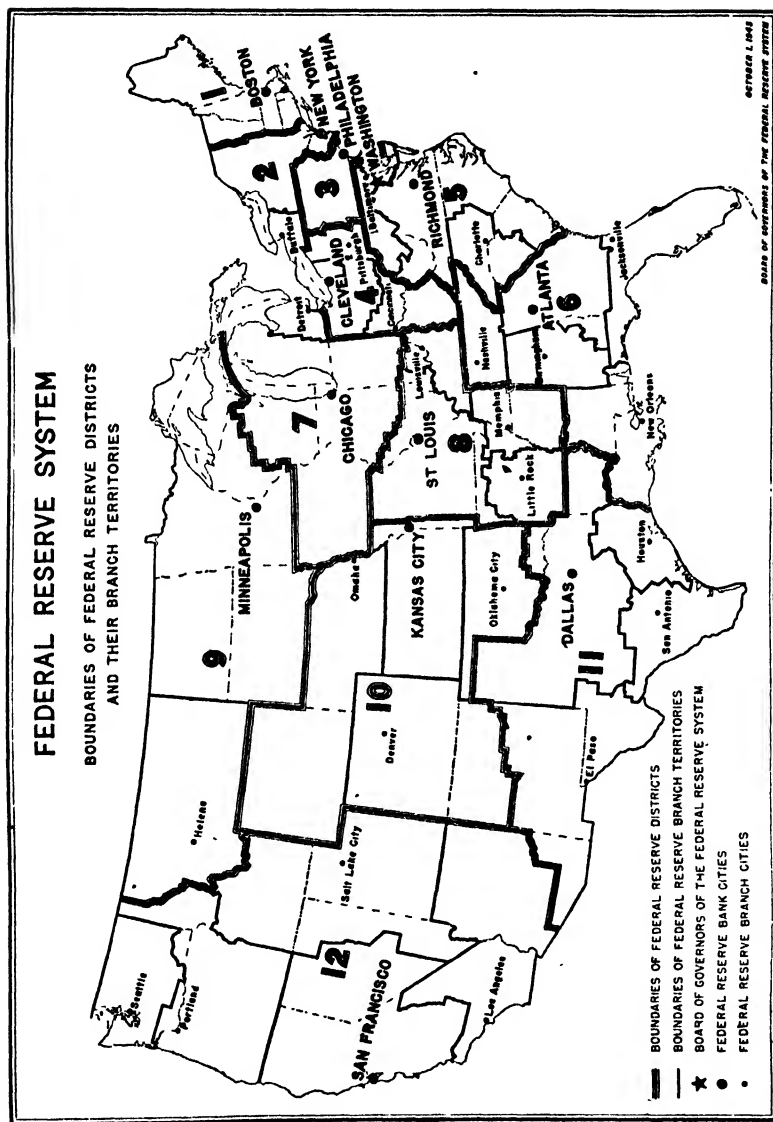 FEDERAL RESERVE SYSTEM
BOUNDARIES OF FEDERAL RESERVE DISTRICTS
AND THEIR BRANCH TERRITORIES
1
BOSTON
2
NEW YORK
Buffalo
3
PHILADELPHIA
WASHINGTON
Baltimore
CLEVELAND
4
Pittsburgh
Cincinnati
RICHMOND
5
Charlotte
Detroit
7
CHICAGO
ATLANTA
6
Nashville
Birmingham
Jacksonville
New Orleans
ST LOUIS
8
Louisville
Memphis
Little Rock
MINNEAPOLIS
9
Helena
10
KANSAS CITY
Omaha
Denver
Oklahoma City
DALLAS
11
Houston
San Antonio
El Paso
12
SAN FRANCISCO
Seattle
Portland
Salt Lake City
Los Angeles
BOUNDARIES OF FEDERAL RESERVE DISTRICTS
BOUNDARIES OF FEDERAL RESERVE BRANCH TERRITORIES
BOARD OF GOVERNORS OF THE FEDERAL RESERVE SYSTEM
FEDERAL RESERVE BANK CITIES
FEDERAL RESERVE BRANCH CITIES
BOARD OF GOVERNORS OF THE FEDERAL RESERVE SYSTEM